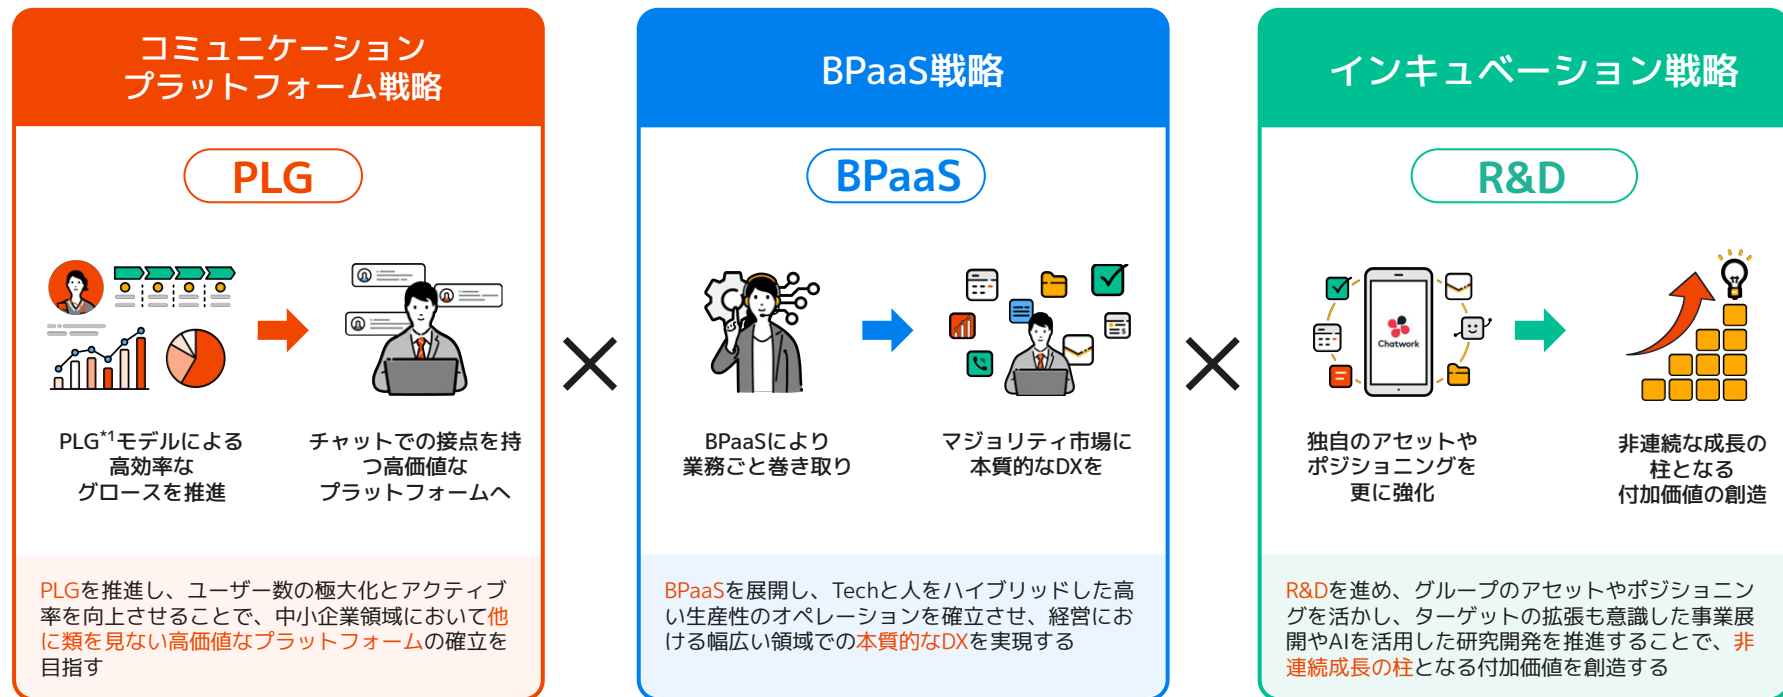 コミュニケーション
プラットフォーム戦略
PLG
PLG*1モデルによる
高効率な
グロースを推進
チャットでの接点を持
つ高価値な
プラットフォームへ
PLGを推進し、ユーザー数の極大化とアクティブ
率を向上させることで、中小企業領域において他
に類を見ない高価値なプラットフォームの確立を
目指す
BPaaS戦略
BPaaS
BPaaSにより
業務ごと巻き取り
マジョリティ市場に
本質的なDXを
BPaaSを展開し、Techと人をハイブリッドした高
い生産性のオペレーションを確立させ、経営にお
ける幅広い領域での本質的なDXを実現する
インキュベーション戦略
R&D
Chatwork
独自のアセットや
ポジショニングを
更に強化
非連続な成長の
柱となる
付加価値の創造
R&Dを進め、グループのアセットやポジショニン
グを活かし、ターゲットの拡張も意識した事業展
開やAIを活用した研究開発を推進することで、非
連続成長の柱となる付加価値を創造する